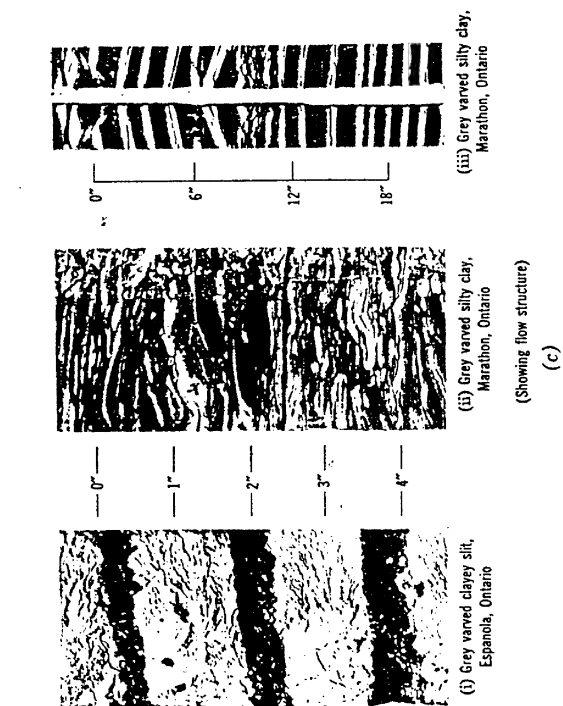 0"
1"
2"
3"
4"
0"
6"
12"
18"
(i) Grey varved clayey slit,
Espanola, Ontario
(ii) Grey varved silty clay,
Marathon, Ontario
(iii) Grey varved silty clay,
Marathon, Ontario
(Showing flow structure)
(c)